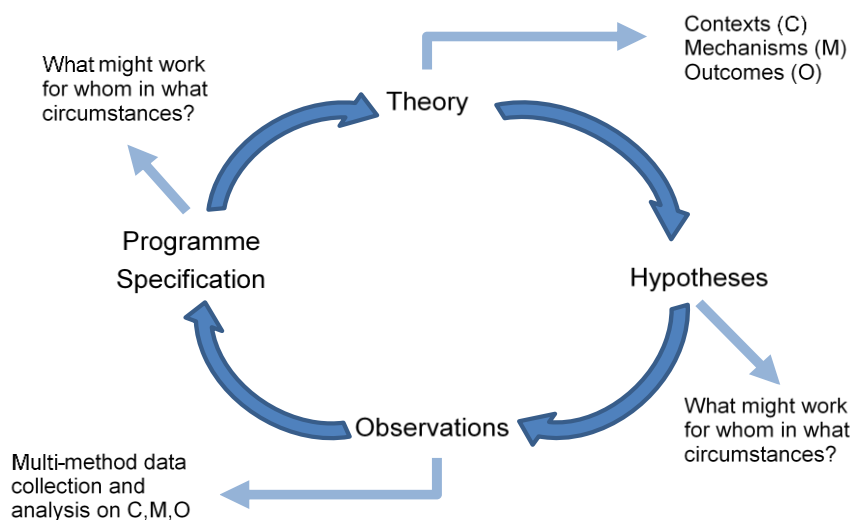 Contexts (C)
Mechanisms (M)
Outcomes (O)
What might work
for whom in what
circumstances?
Theory
Programme
Specification
Hypotheses
What might work
for whom in what
circumstances?
Observations
Multi-method data
collection and
analysis on C,M,O